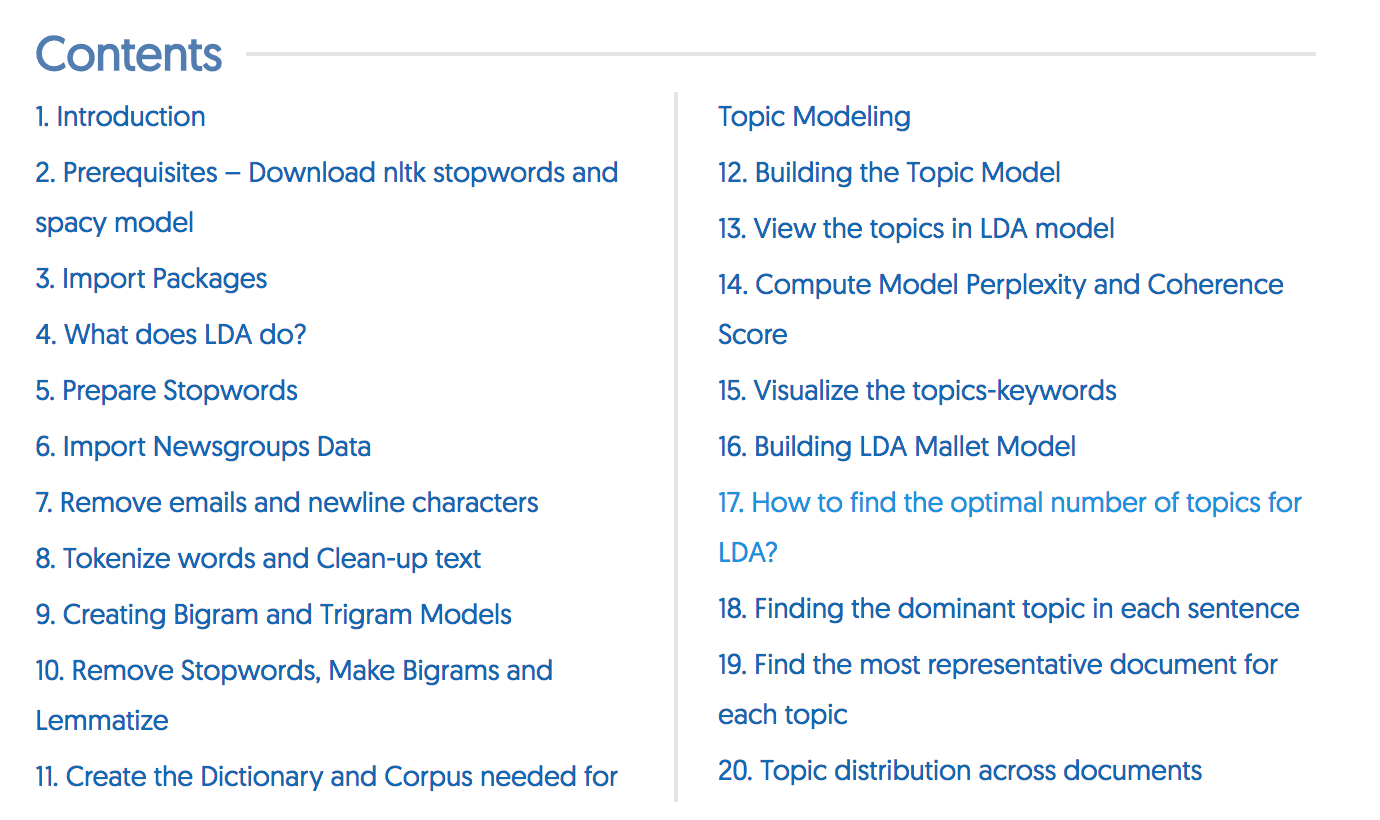 Contents
1. Introduction
2. Prerequisites – Download nltk stopwords and
spacy model
3. Import Packages
4. What does LDA do?
5. Prepare Stopwords
6. Import Newsgroups Data
7. Remove emails and newline characters
8. Tokenize words and Clean-up text
9. Creating Bigram and Trigram Models
10. Remove Stopwords, Make Bigrams and
Lemmatize
11. Create the Dictionary and Corpus needed for
Topic Modeling
12. Building the Topic Model
13. View the topics in LDA model
14. Compute Model Perplexity and Coherence
Score
15. Visualize the topics-keywords
16. Building LDA Mallet Model
17. How to find the optimal number of topics for
LDA?
18. Finding the dominant topic in each sentence
19. Find the most representative document for
each topic
20. Topic distribution across documents